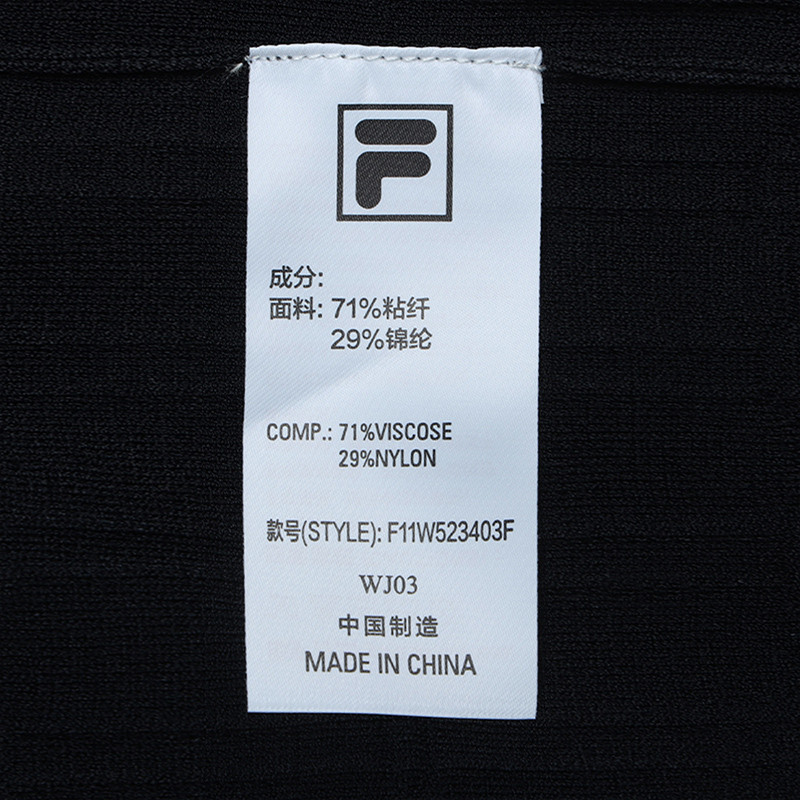 F
成分:
面料: 71%粘纤
29%锦纶
COMP.: 71%VISCOSE
29%NYLON
款号(STYLE): F11W523403F
WJ03
中国制造
MADE IN CHINA